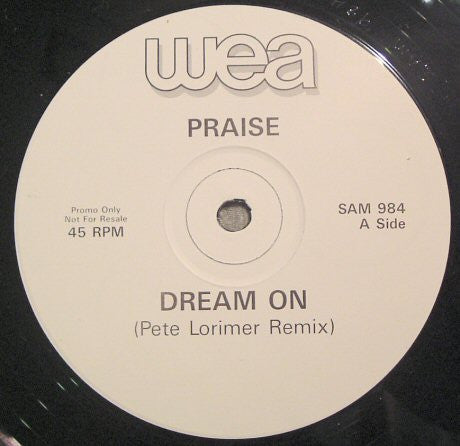 wea
PRAISE
Promo Only
Not For Resale
45 RPM
SAM 984
A Side
DREAM ON
(Pete Lorimer Remix)